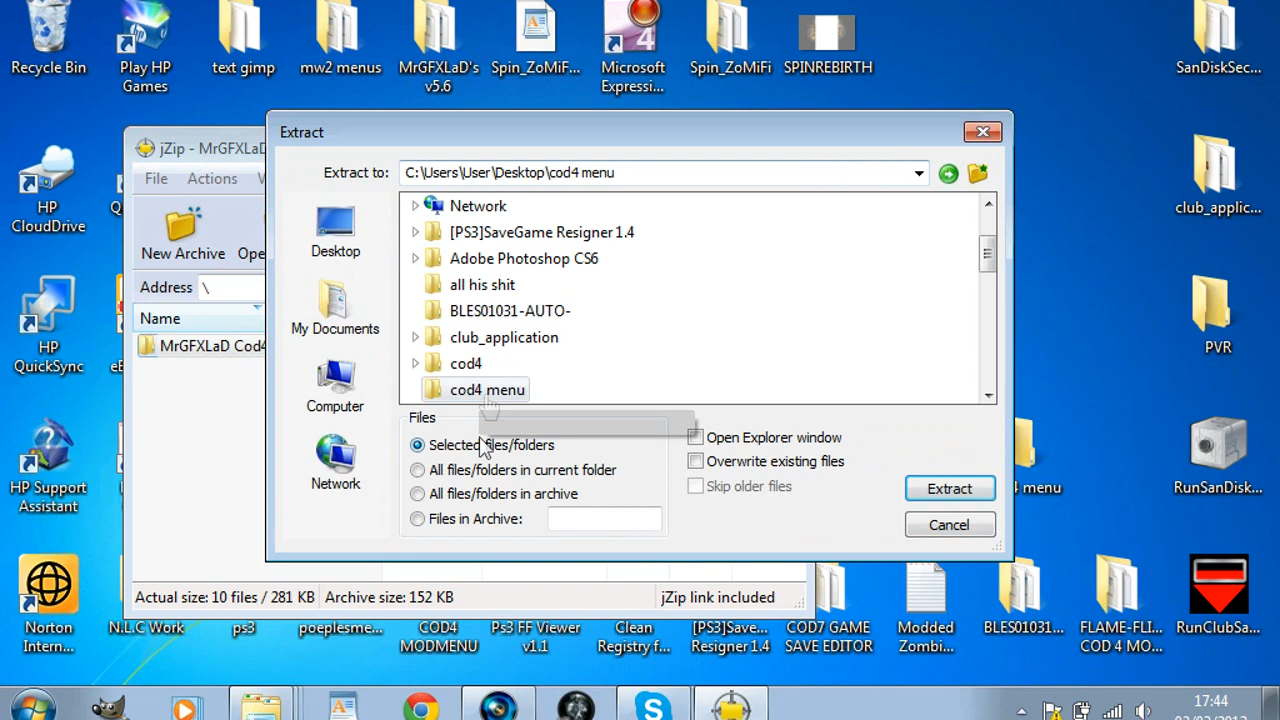 Recycle Bin
Play HP
Games
text gimp
mw2 menus
MrGFXLaD's
v5.6
Spin_ZoMiF...
Microsoft
Expressi...
Spin_ZoMiFi
SPINREBIRTH
SanDiskSec...
HP
CloudDrive
HP
QuickSync
HP Support
Assistant
Norton
Intern...
club_applic...
PVR
RunSanDisk...
RunClubSa...
jZip - MrGFXLaD
File
Actions
New Archive
Ope
Address
\
Name
MrGFXLaD Cod4
Extract
Extract to:
C:\Users\User\Desktop\cod4 menu
Desktop
My Documents
Computer
Network
Network
[PS3]SaveGame Resigner 1.4
Adobe Photoshop CS6
all his shit
BLES01031-AUTO-
club_application
cod4
cod4 menu
Files
Selected files/folders
All files/folders in current folder
All files/folders in archive
Files in Archive:
Open Explorer window
Overwrite existing files
Skip older files
Extract
Cancel
menu
Actual size: 10 files / 281 KB
Archive size: 152 KB
jZip link included
N.L.C Work
ps3
poeplesme...
COD4
MODMENU
Ps3 FF Viewer
v1.1
Clean
Registry f...
[PS3]Save...
Resigner 1.4
COD7 GAME
SAVE EDITOR
Modded
Zombi...
BLES01031...
FLAME-FLI...
COD 4 MO...
17:44